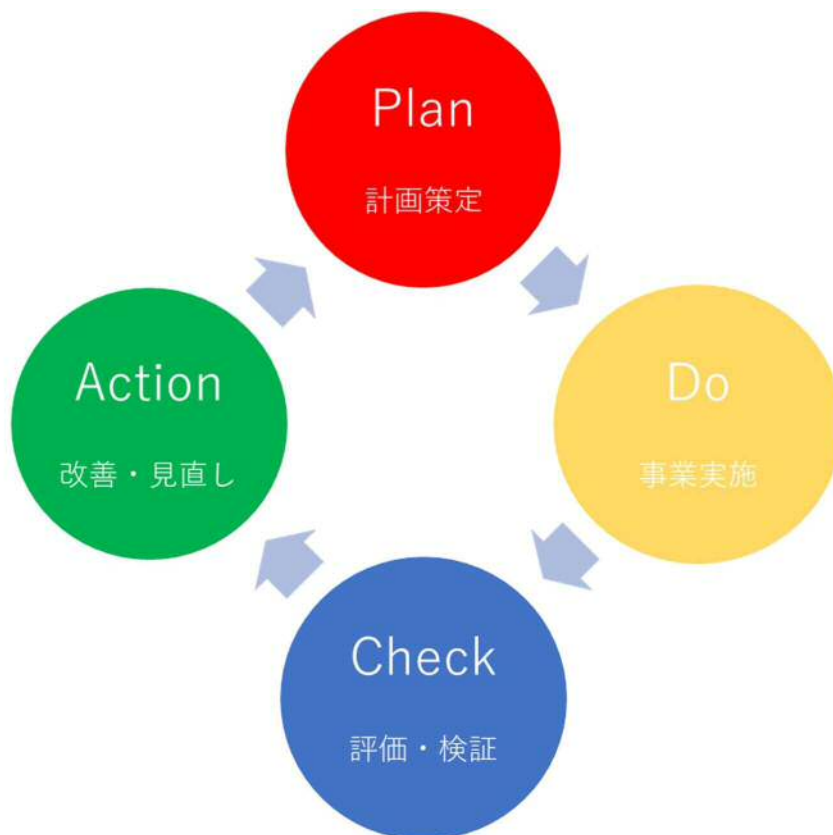 Plan
計画策定
Do
事業実施
Check
評価・検証
Action
改善・見直し